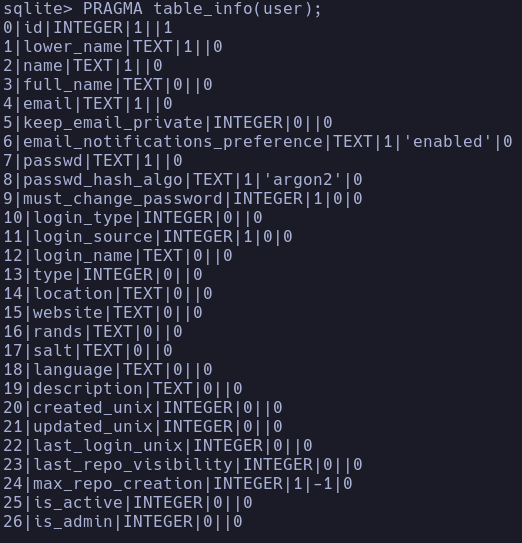 sqlite> PRAGMA table_info(user);
0|id|INTEGER|1||1
1|lower_name|TEXT|1||0
2|name|TEXT|1||0
3|full_name|TEXT|0||0
4|email|TEXT|1||0
5|keep_email_private|INTEGER|0||0
6|email_notifications_preference|TEXT|1|'enabled'|0
7|passwd|TEXT|1||0
8|passwd_hash_algo|TEXT|1|'argon2'|0
9|must_change_password|INTEGER|1|0|0
10|login_type|INTEGER|0||0
11|login_source|INTEGER|1|0|0
12|login_name|TEXT|0||0
13|type|INTEGER|0||0
14|location|TEXT|0||0
15|website|TEXT|0||0
16|rands|TEXT|0||0
17|salt|TEXT|0||0
18|language|TEXT|0||0
19|description|TEXT|0||0
20|created_unix|INTEGER|0||0
21|updated_unix|INTEGER|0||0
22|last_login_unix|INTEGER|0||0
23|last_repo_visibility|INTEGER|0||0
24|max_repo_creation|INTEGER|1|-1|0
25|is_active|INTEGER|0||0
26|is_admin|INTEGER|0||0